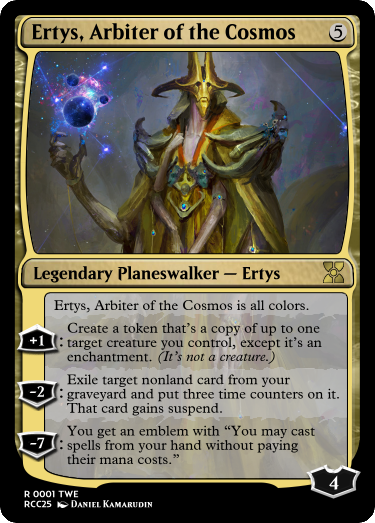 Ertys, Arbiter of the Cosmos 5
Legendary Planeswalker — Ertys
Ertys, Arbiter of the Cosmos is all colors.
+1: Create a token that's a copy of up to one
target creature you control, except it's an
enchantment. (It's not a creature.)
-2: Exile target nonland card from your
graveyard and put three time counters on it.
That card gains suspend.
-7: You get an emblem with “You may cast
spells from your hand without paying
their mana costs.”
4
R 0001 TWE
RCC25 Daniel Kamarudin